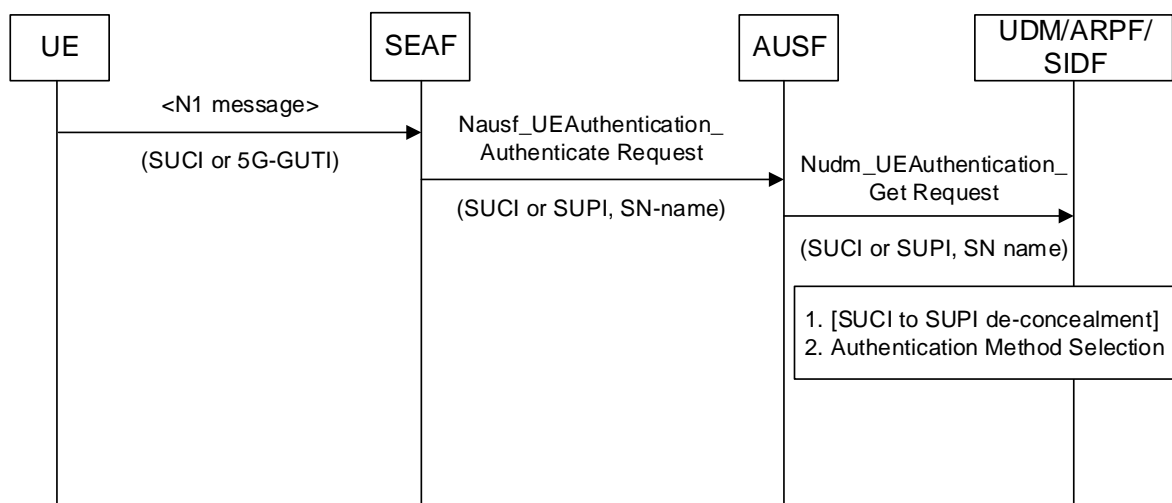 UE
SEAF
AUSF
UDM/ARPF/
SIDF
<N1 message>
(SUCI or 5G-GUTI)
Nausf_UEAuthentication_
Authenticate Request
(SUCI or SUPI, SN-name)
Nudm_UEAuthentication_
Get Request
(SUCI or SUPI, SN name)
1. [SUCI to SUPI de-concealment]
2. Authentication Method Selection